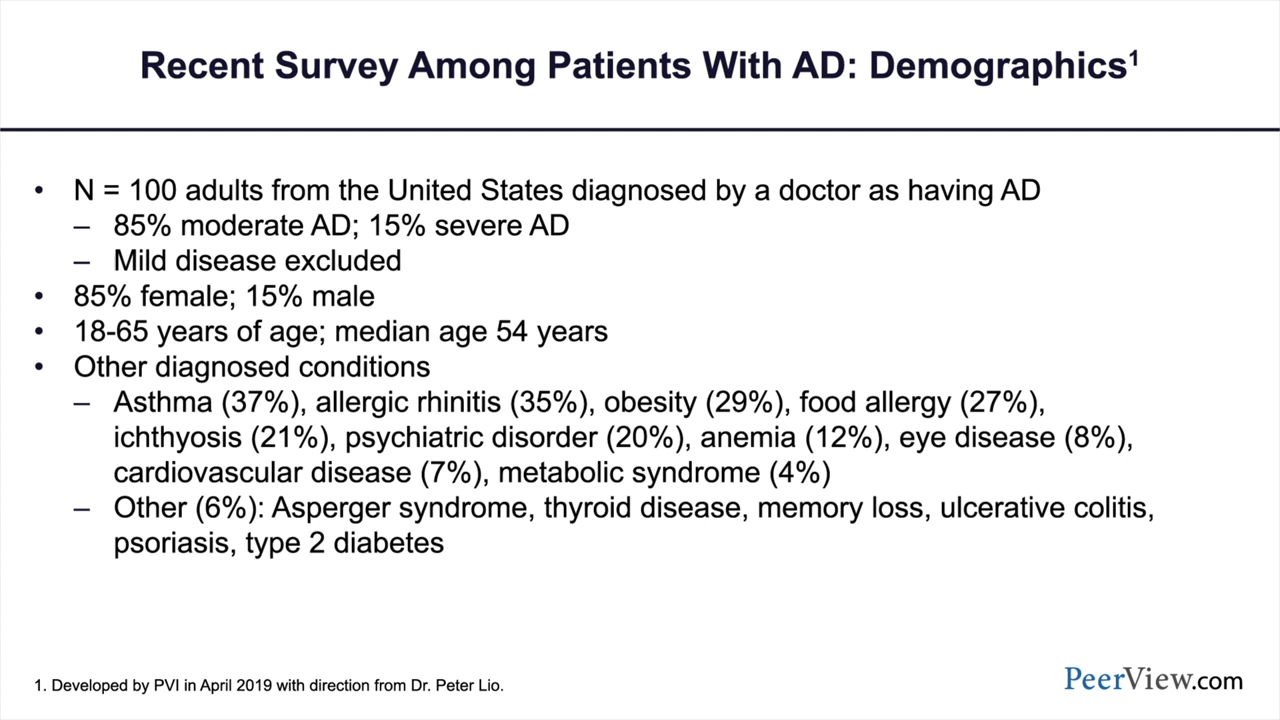 Recent Survey Among Patients With AD: Demographics¹
• N = 100 adults from the United States diagnosed by a doctor as having AD
– 85% moderate AD; 15% severe AD
– Mild disease excluded
• 85% female; 15% male
• 18-65 years of age; median age 54 years
• Other diagnosed conditions
– Asthma (37%), allergic rhinitis (35%), obesity (29%), food allergy (27%),
ichthyosis (21%), psychiatric disorder (20%), anemia (12%), eye disease (8%),
cardiovascular disease (7%), metabolic syndrome (4%)
– Other (6%): Asperger syndrome, thyroid disease, memory loss, ulcerative colitis,
psoriasis, type 2 diabetes
1. Developed by PVI in April 2019 with direction from Dr. Peter Lio.
PeerView.com